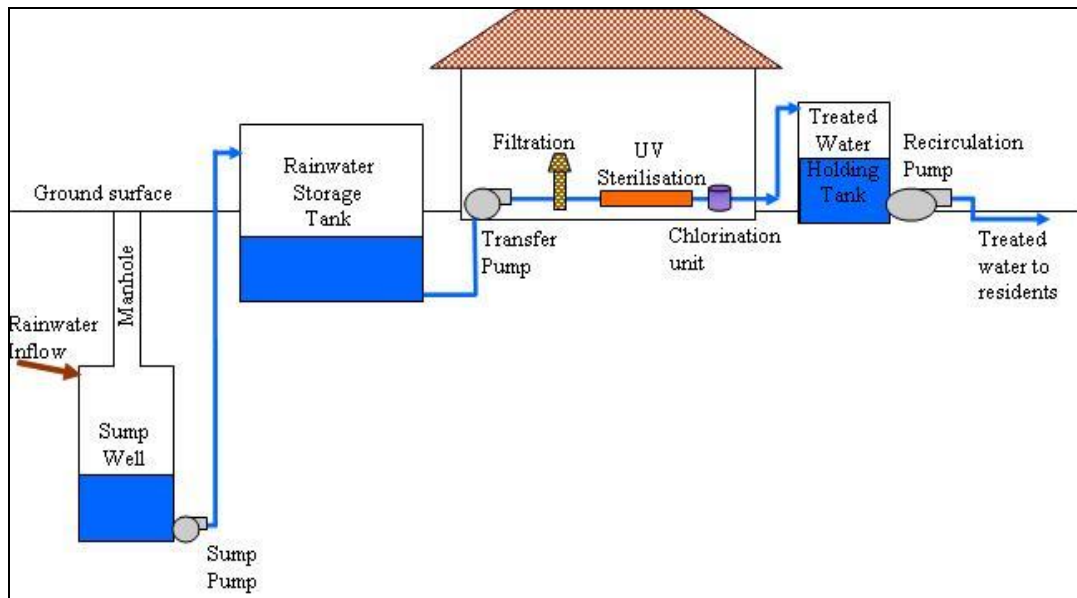 Ground surface
Manhole
Rainwater
Inflow
Sump
Well
Sump
Pump
Rainwater
Storage
Tank
Transfer
Pump
Filtration
UV
Sterilisation
Chlorination
unit
Treated
Water
Holding
Tank
Recirculation
Pump
Treated
water to
residents